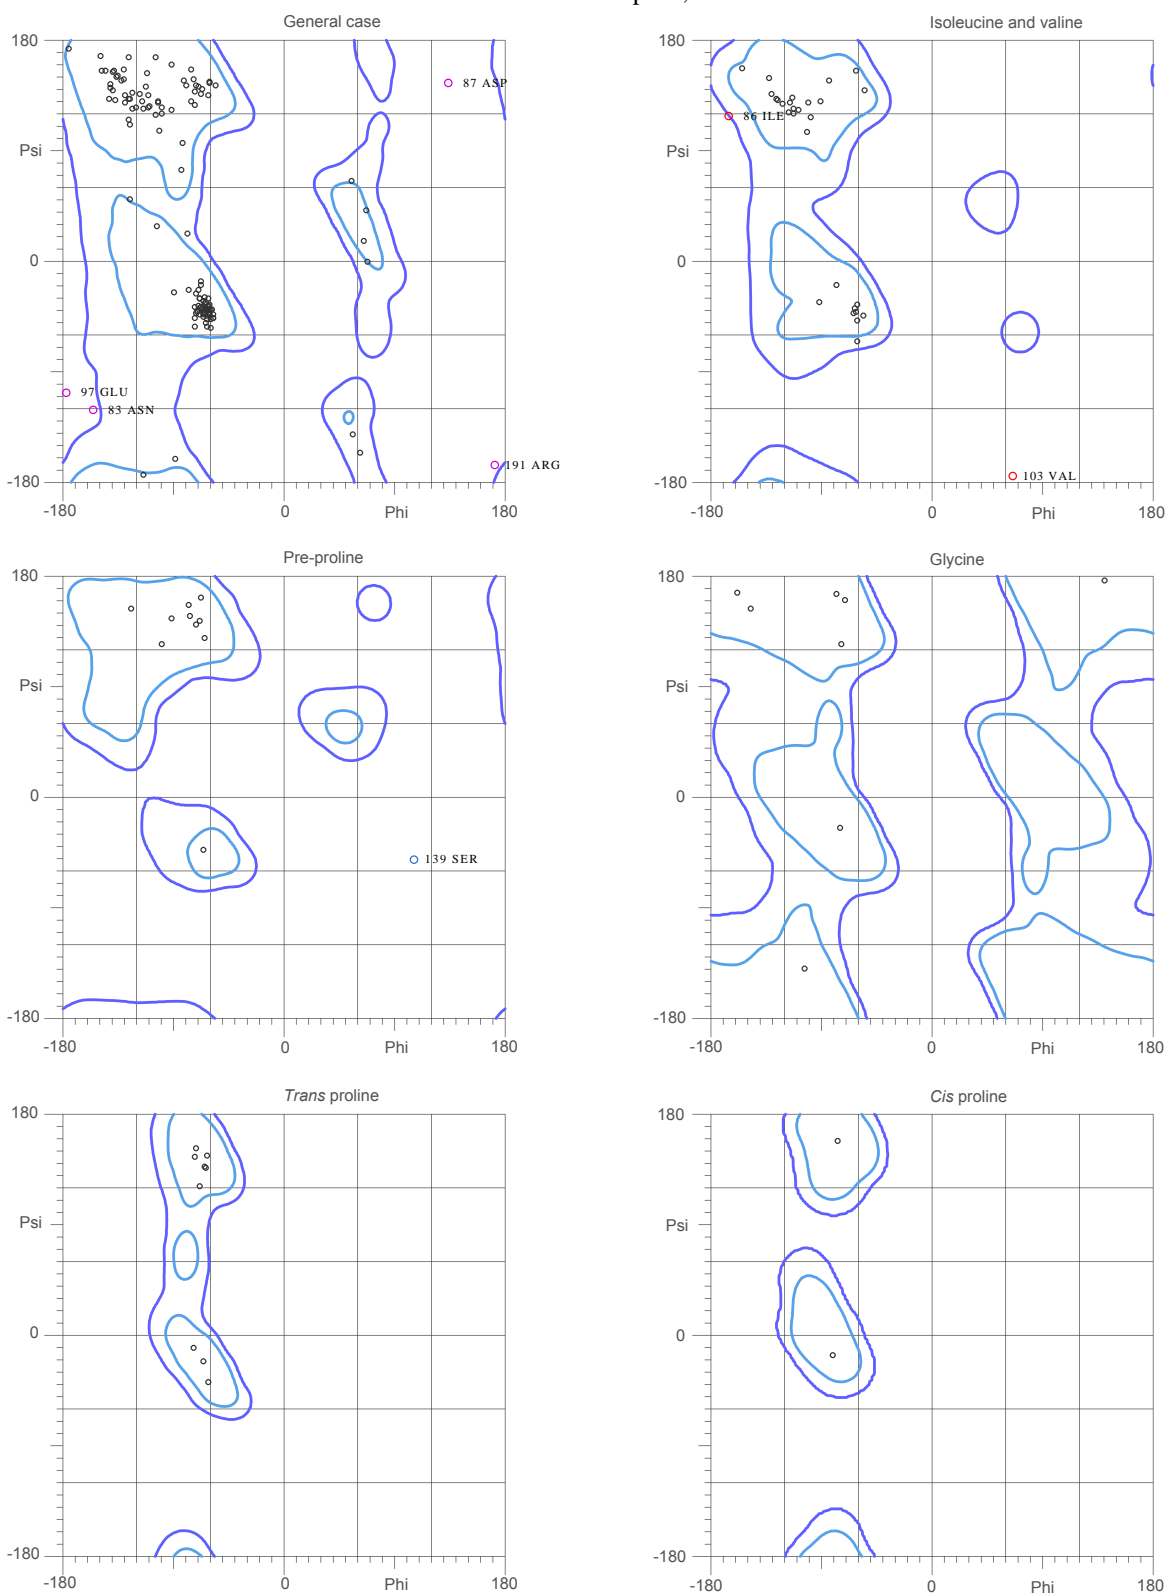 General case
180
Psi
0
-180
-180
0
Phi
180
87 ASP
97 GLU
83 ASN
191 ARG
Isoleucine and valine
180
Psi
0
-180
-180
0
Phi
180
86 ILE
103 VAL
Pre-proline
180
Psi
0
-180
-180
0
Phi
180
139 SER
Glycine
180
Psi
0
-180
-180
0
Phi
180
Trans proline
180
Psi
0
-180
-180
0
Phi
180
Cis proline
180
Psi
0
-180
-180
0
Phi
180